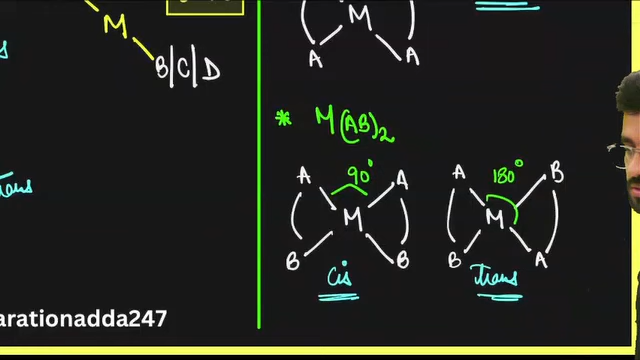 M
B|C|D
Trans
arationadda247
M
A A
* M(AB)2
A 90° A
M
B B
Cis
A 180° B
M
B A
Trans